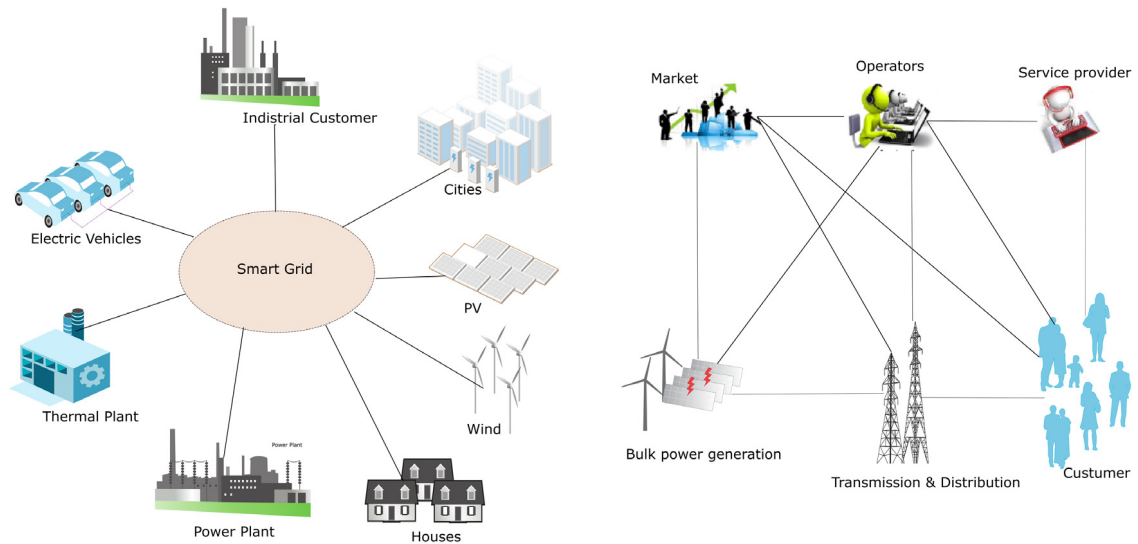 Indistrial Customer
Cities
Electric Vehicles
Smart Grid
PV
Thermal Plant
Wind
Power Plant
Power Plant
Houses
Market
Operators
Service provider
Bulk power generation
Transmission & Distribution
Custumer